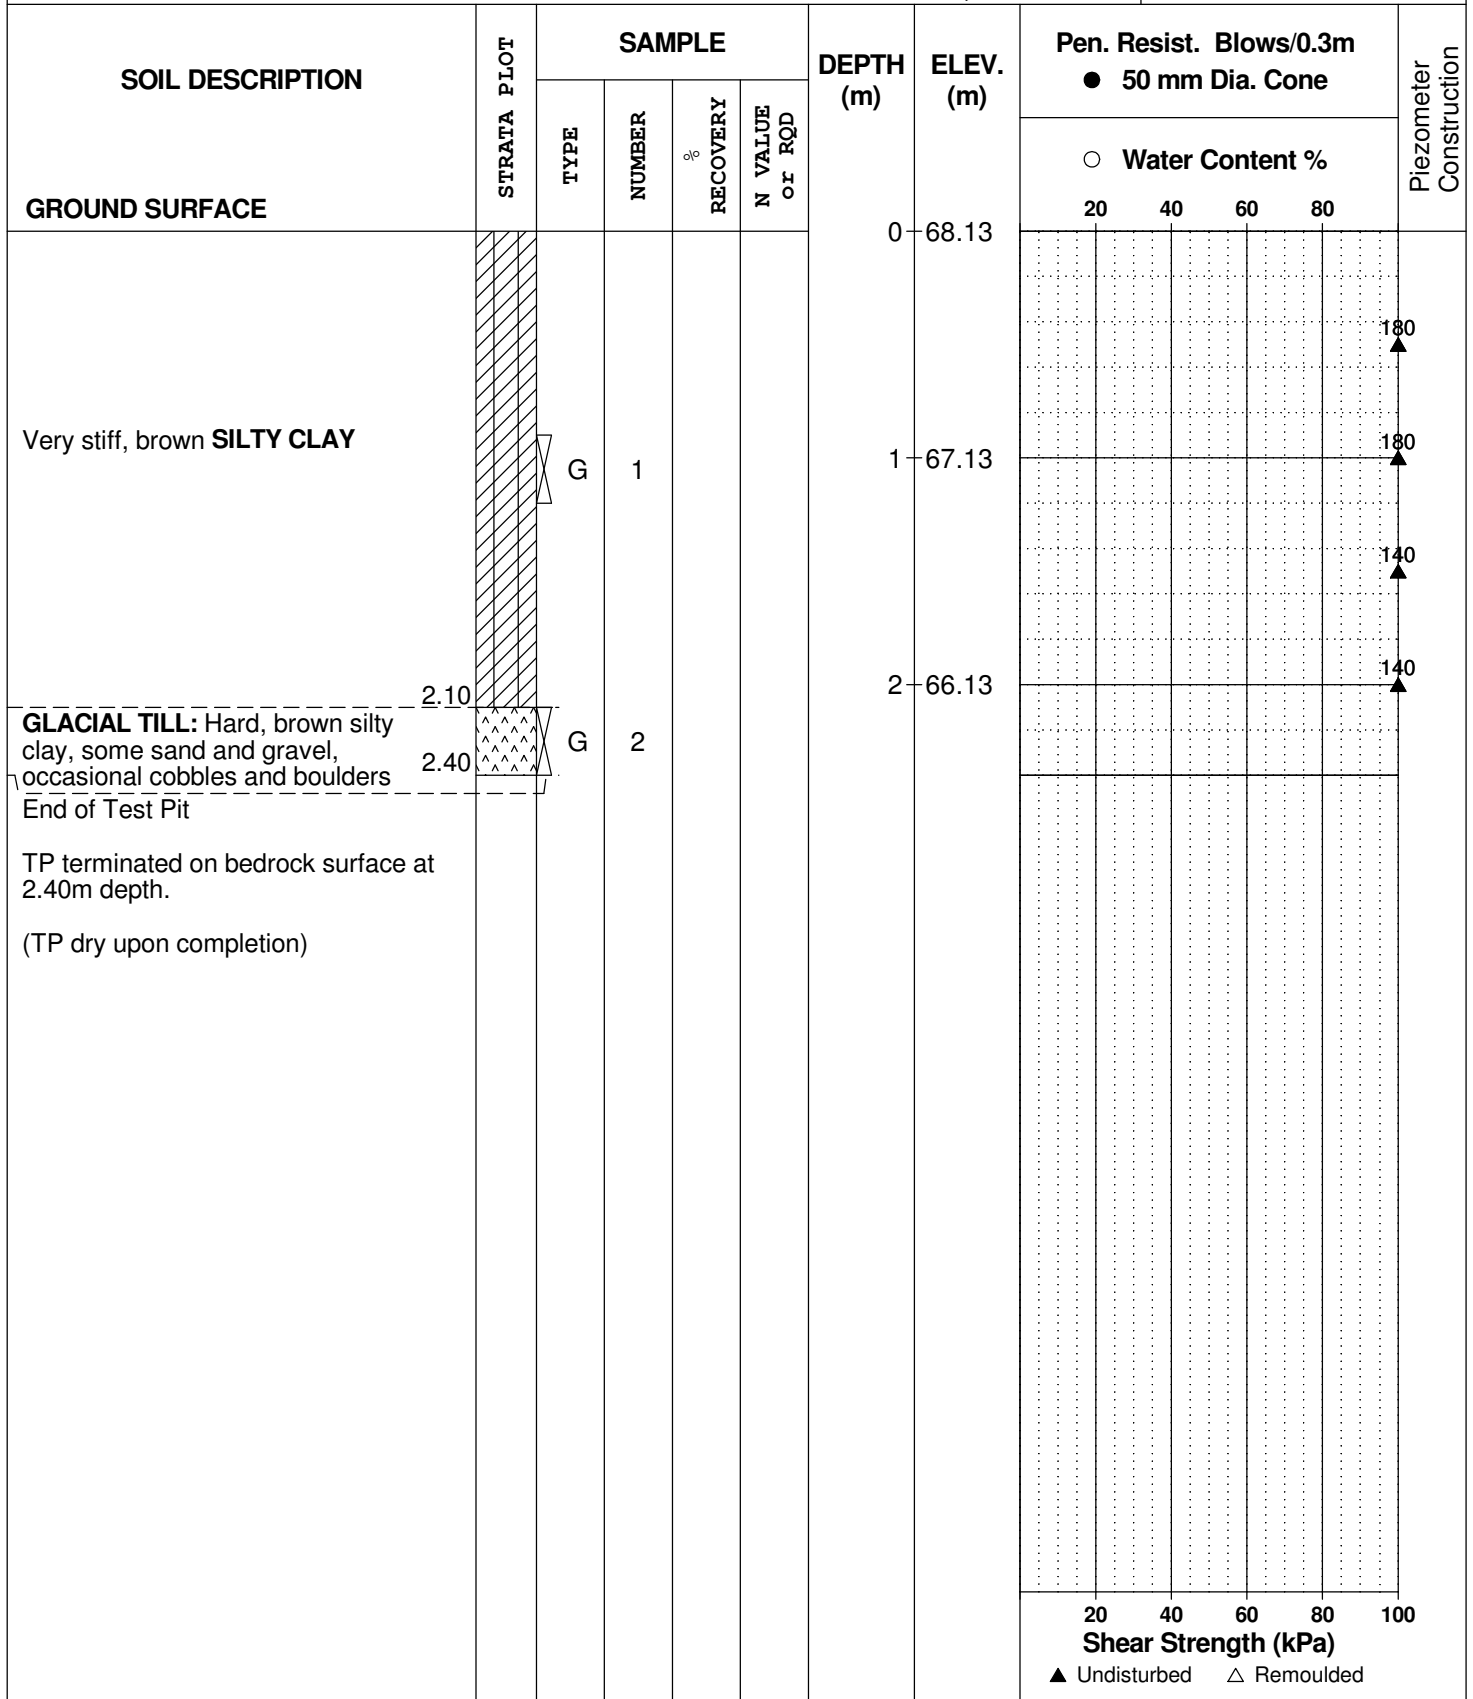 SOIL DESCRIPTION
GROUND SURFACE
STRATA PLOT
SAMPLE
TYPE
NUMBER
%
RECOVERY
N VALUE
or RQD
DEPTH
(m)
ELEV.
(m)
Pen. Resist. Blows/0.3m
● 50 mm Dia. Cone
○ Water Content %
20 40 60 80
Piezometer
Construction
0 68.13
180
Very stiff, brown SILTY CLAY
G 1
1 67.13
180
140
2 66.13
140
2.10
GLACIAL TILL: Hard, brown silty
clay, some sand and gravel,
occasional cobbles and boulders
2.40
G 2
End of Test Pit
TP terminated on bedrock surface at
2.40m depth.
(TP dry upon completion)
20 40 60 80 100
Shear Strength (kPa)
▲ Undisturbed △ Remoulded